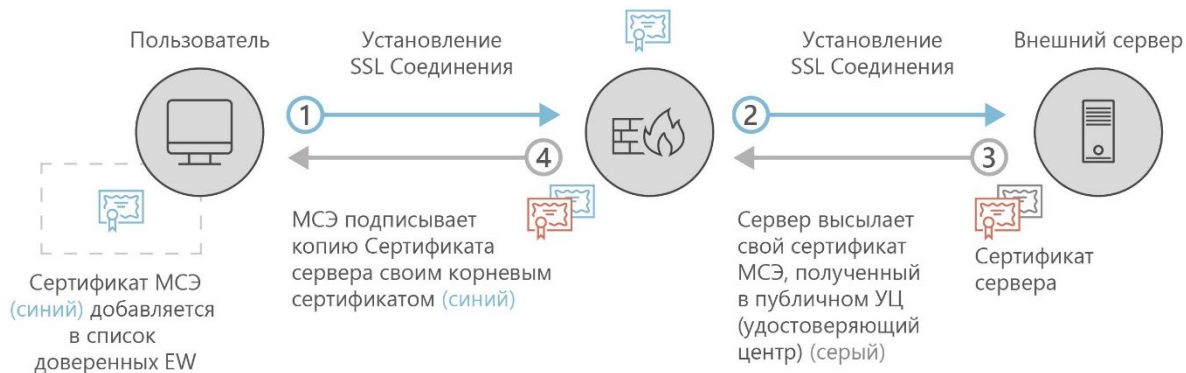 Пользователь
Установление
SSL Соединения
Установление
SSL Соединения
Внешний сервер
1
2
4
3
МСЭ подписывает
копию Сертификата
сервера своим корневым
сертификатом (синий)
Сервер высылает
свой сертификат
МСЭ, полученный
в публичном УЦ
(удостоверяющий
центр) (серый)
Сертификат
сервера
Сертификат МСЭ
(синий) добавляется
в список
доверенных EW